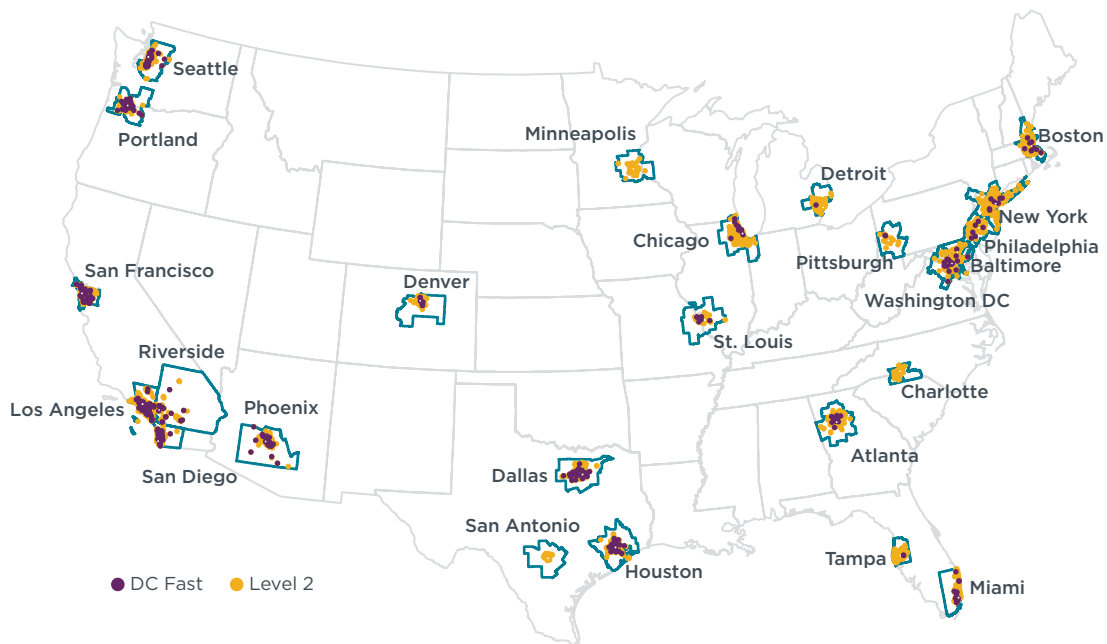 Seattle
Portland
Minneapolis
Boston
Detroit
New York
Chicago
Philadelphia
Pittsburgh
Baltimore
San Francisco
Denver
Washington DC
St. Louis
Riverside
Charlotte
Los Angeles
Phoenix
Atlanta
San Diego
Dallas
San Antonio
Tampa
Houston
DC Fast
Level 2
Miami